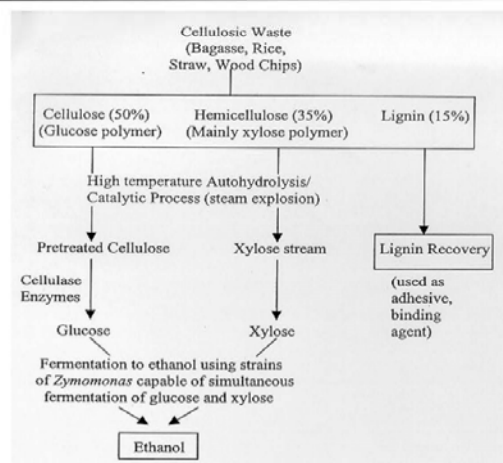 Cellulosic Waste
(Bagasse, Rice,
Straw, Wood Chips)
Cellulose (50%)
(Glucose polymer)
Hemicellulose (35%)
(Mainly xylose polymer)
Lignin (15%)
High temperature Autohydrolysis/
Catalytic Process (steam explosion)
Pretreated Cellulose
Xylose stream
Lignin Recovery
(used as
adhesive,
binding
agent)
Cellulase
Enzymes
Glucose
Xylose
Fermentation to ethanol using strains
of Zymomonas capable of simultaneous
fermentation of glucose and xylose
Ethanol